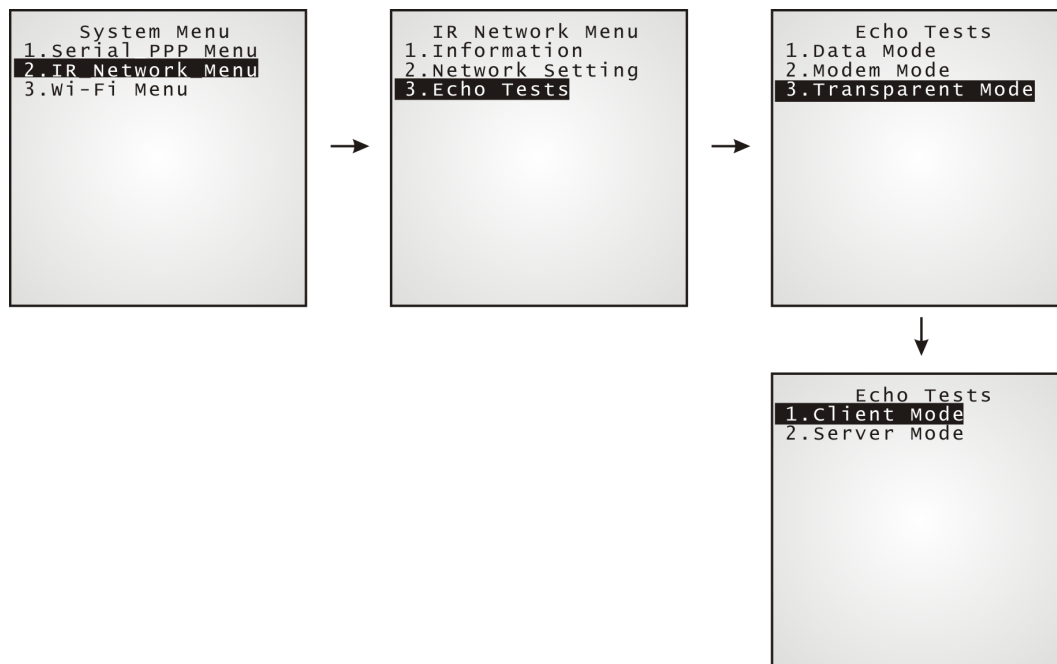 System Menu
1.Serial PPP Menu
2.IR Network Menu
3.Wi-Fi Menu
IR Network Menu
1.Information
2.Network Setting
3.Echo Tests
Echo Tests
1.Data Mode
2.Modem Mode
3.Transparent Mode
Echo Tests
1.Client Mode
2.Server Mode